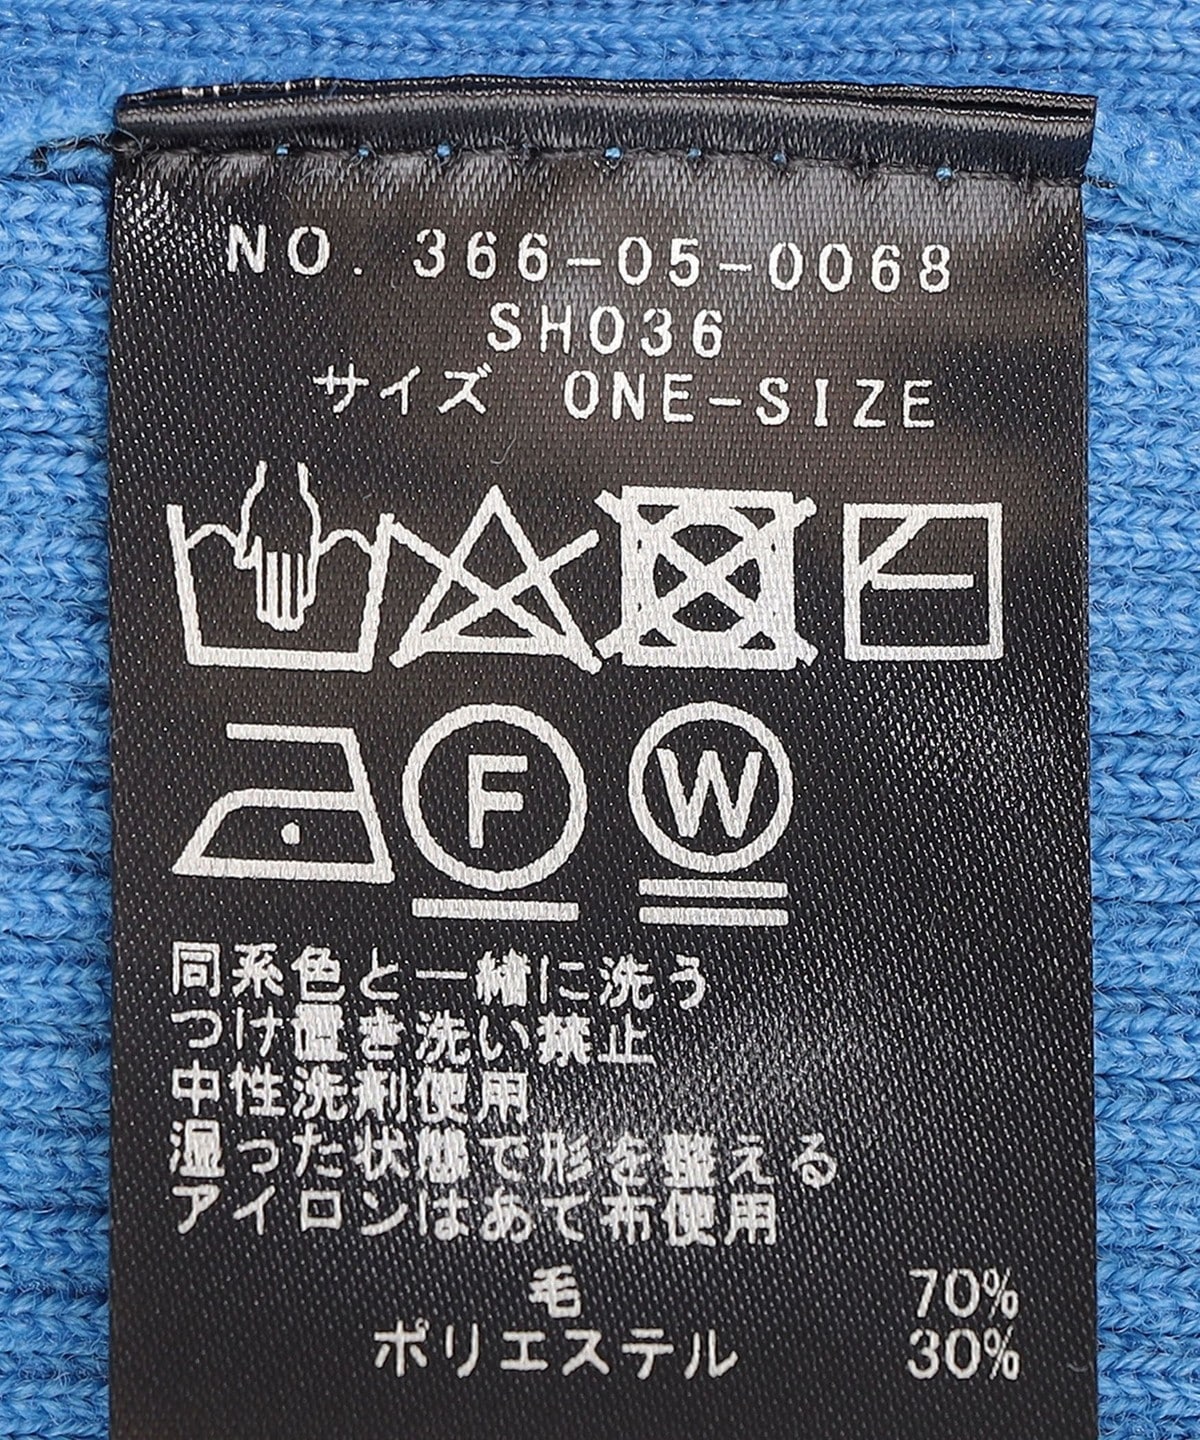 NO. 366-05-0068
SH036
サイズ ONE-SIZE
F
W
同系色と一緒に洗う
つけ置き洗い禁止
中性洗剤使用
湿った状態で形を整える
アイロンはあて布使用
毛 70%
ポリエステル 30%